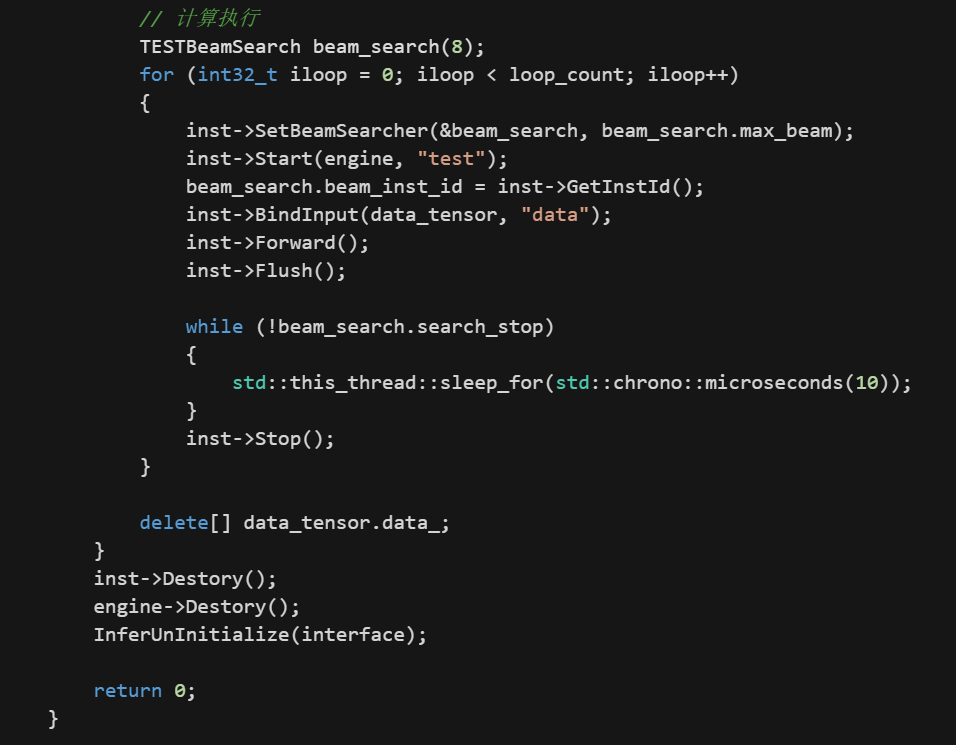 // 计算执行
TESTBeamSearch beam_search(8);
for (int32_t iloop = 0; iloop < loop_count; iloop++)
{
inst->SetBeamSearcher(&beam_search, beam_search.max_beam);
inst->Start(engine, "test");
beam_search.beam_inst_id = inst->GetInstId();
inst->BindInput(data_tensor, "data");
inst->Forward();
inst->Flush();
while (!beam_search.search_stop)
{
std::this_thread::sleep_for(std::chrono::microseconds(10));
}
inst->Stop();
}
delete[] data_tensor.data_;
}
inst->Destory();
engine->Destory();
InferUnInitialize(interface);
return 0;
}